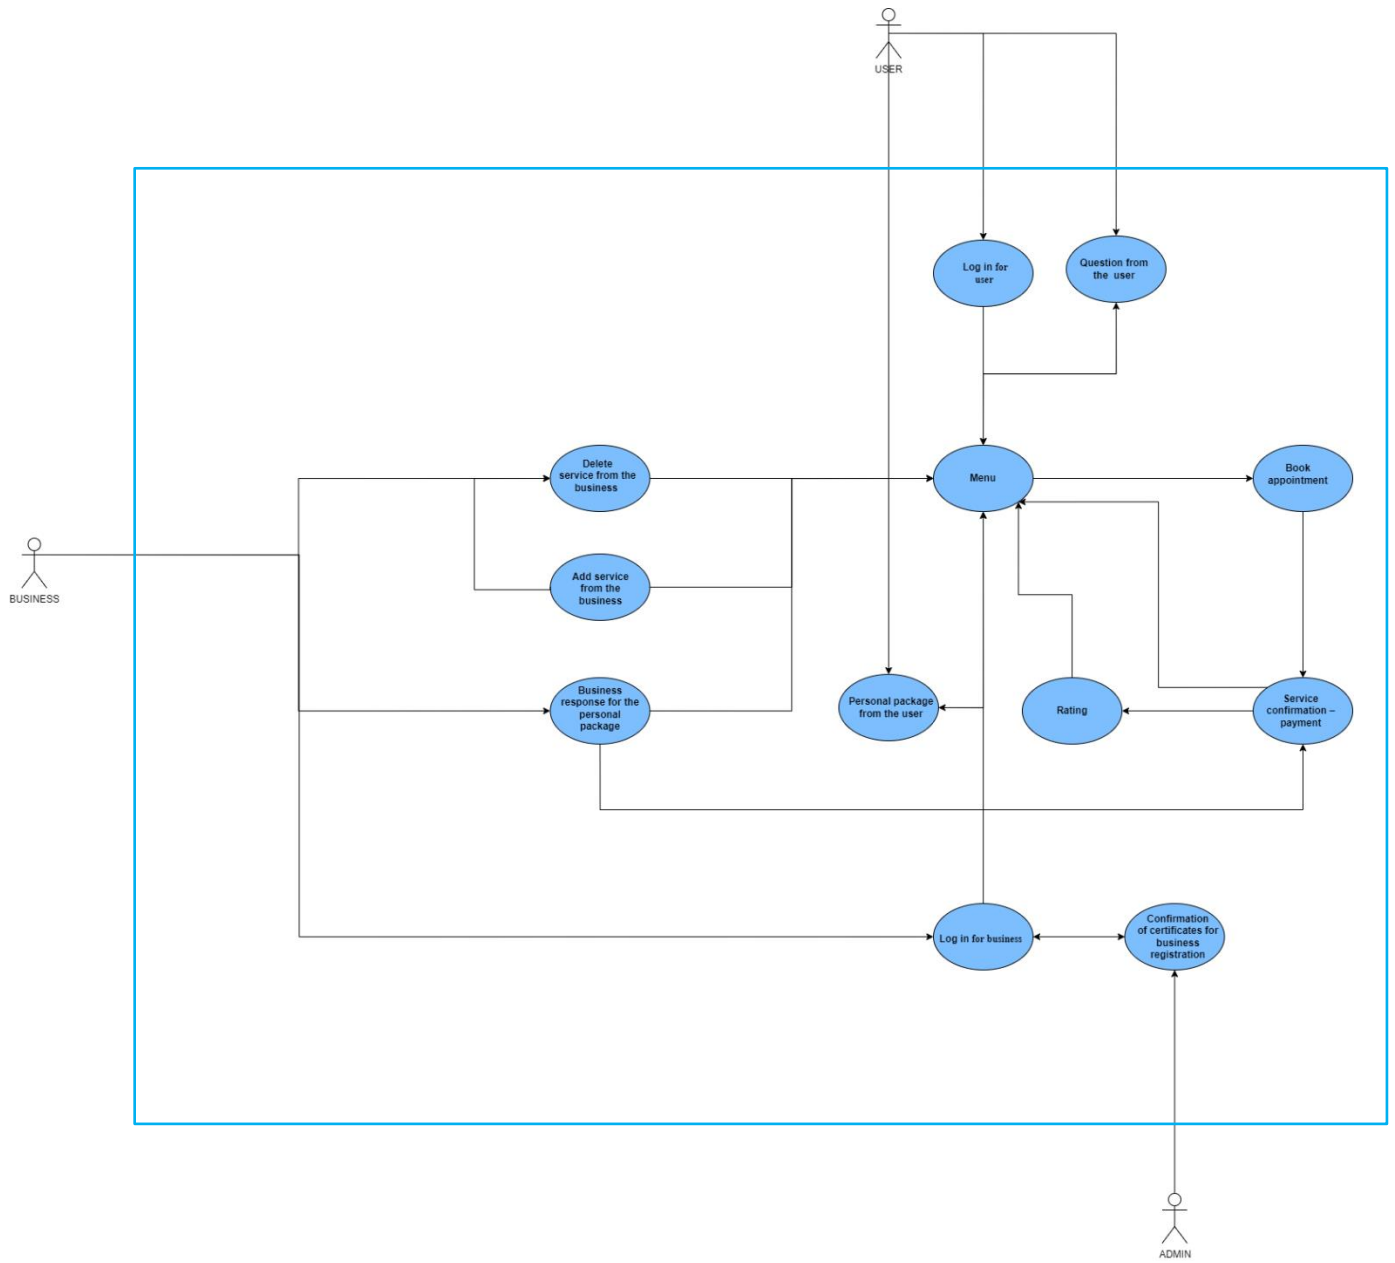 USER
Log in for
user
Question from
the user
Delete
service from the
business
Menu
Book
appointment
BUSINESS
Add service
from the
business
Business
response for the
personal
package
Personal package
from the user
Rating
Service
confirmation –
payment
Log in for business
Confirmation
of certificates for
business
registration
ADMIN